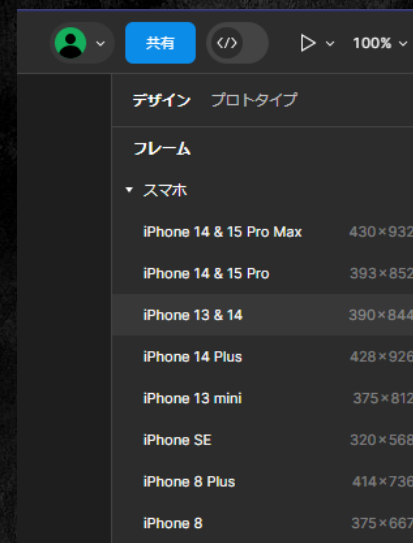 共有 </> 100%
デザイン プロトタイプ
フレーム
スマホ
iPhone 14 & 15 Pro Max 430×932
iPhone 14 & 15 Pro 393×852
iPhone 13 & 14 390×844
iPhone 14 Plus 428×926
iPhone 13 mini 375×812
iPhone SE 320×568
iPhone 8 Plus 414×736
iPhone 8 375×667